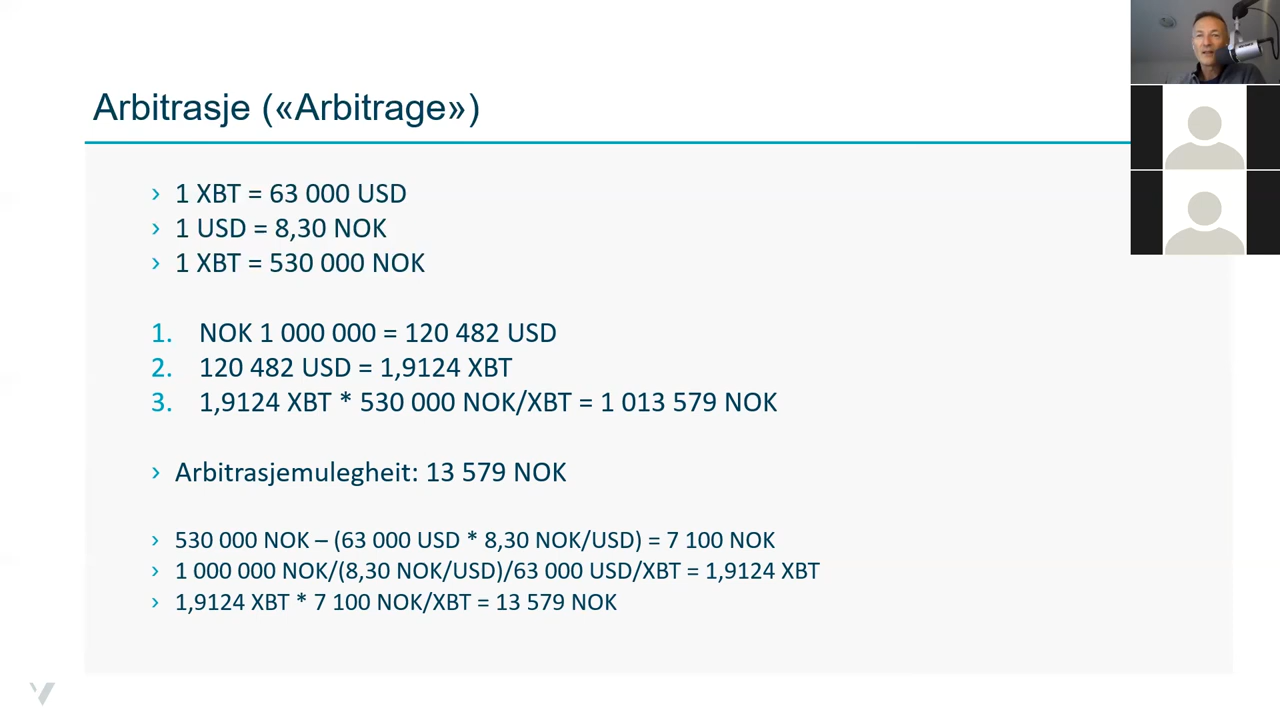 Arbitrasje («Arbitrage»)
› 1 XBT = 63 000 USD
› 1 USD = 8,30 NOK
› 1 XBT = 530 000 NOK
1. NOK 1 000 000 = 120 482 USD
2. 120 482 USD = 1,9124 XBT
3. 1,9124 XBT * 530 000 NOK/XBT = 1 013 579 NOK
› Arbitrasjemulegheit: 13 579 NOK
› 530 000 NOK – (63 000 USD * 8,30 NOK/USD) = 7 100 NOK
› 1 000 000 NOK/(8,30 NOK/USD)/63 000 USD/XBT = 1,9124 XBT
› 1,9124 XBT * 7 100 NOK/XBT = 13 579 NOK